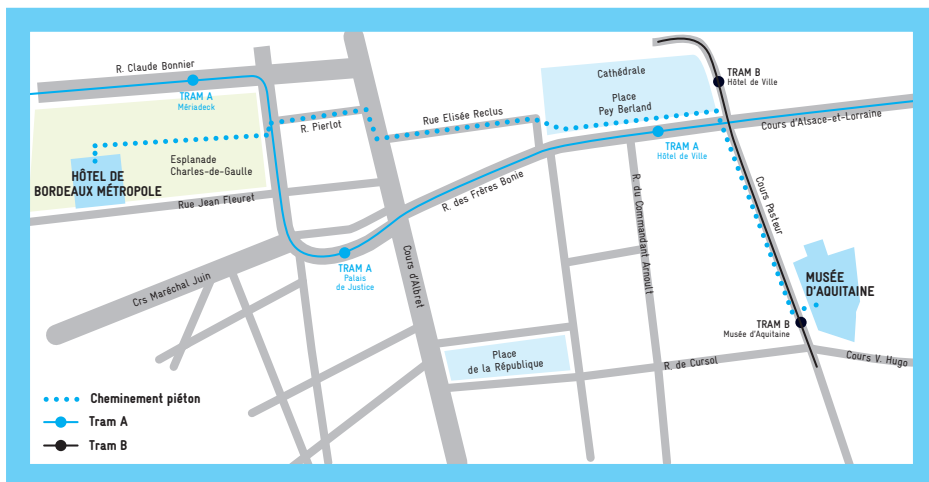 R. Claude Bonnier
TRAM A
Mériadeck
R. Pierlot
Rue Elisée Reclus
Cathédrale
Place
Pey Berland
TRAM B
Hôtel de Ville
Cours d'Alsace-et-Lorraine
TRAM A
Hôtel de Ville
Esplanade
Charles-de-Gaulle
HÔTEL DE
BORDEAUX MÉTROPOLE
Rue Jean Fleuret
R. des Frères Bonie
R. du Commandant Arnoult
Cours Pasteur
TRAM A
Palais
de Justice
Cours d'Albret
Crs Maréchal Juin
MUSÉE
D'AQUITAINE
TRAM B
Musée d'Aquitaine
Place
de la République
R. de Cursol
Cours V. Hugo
Cheminement piéton
Tram A
Tram B